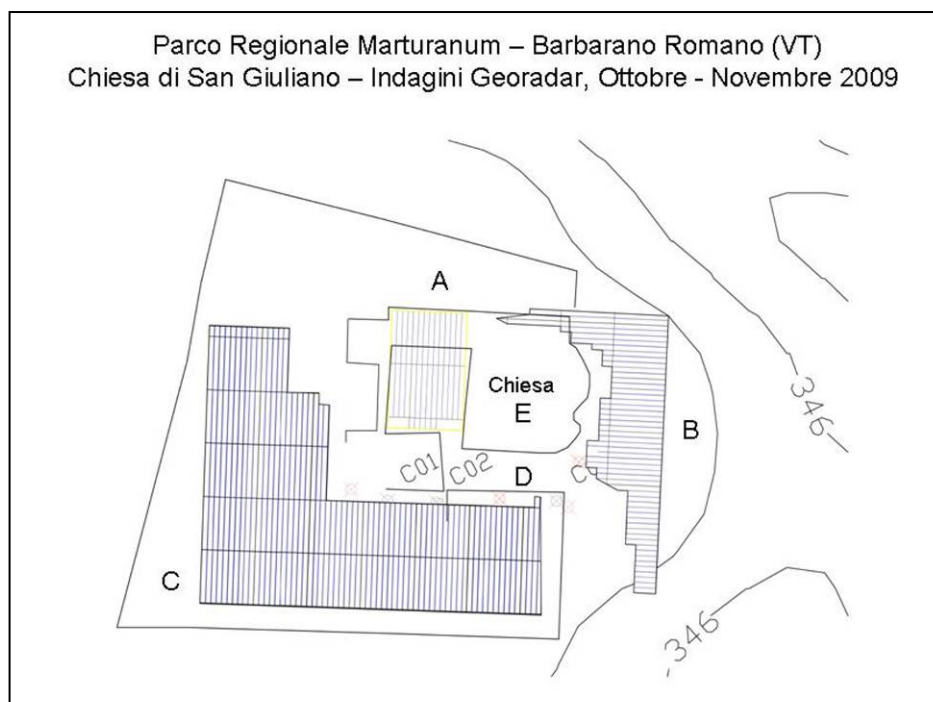 Parco Regionale Marturanum – Barbarano Romano (VT)
Chiesa di San Giuliano – Indagini Georadar, Ottobre - Novembre 2009
A
Chiesa
E
B
346
C01
C02
D
C
346